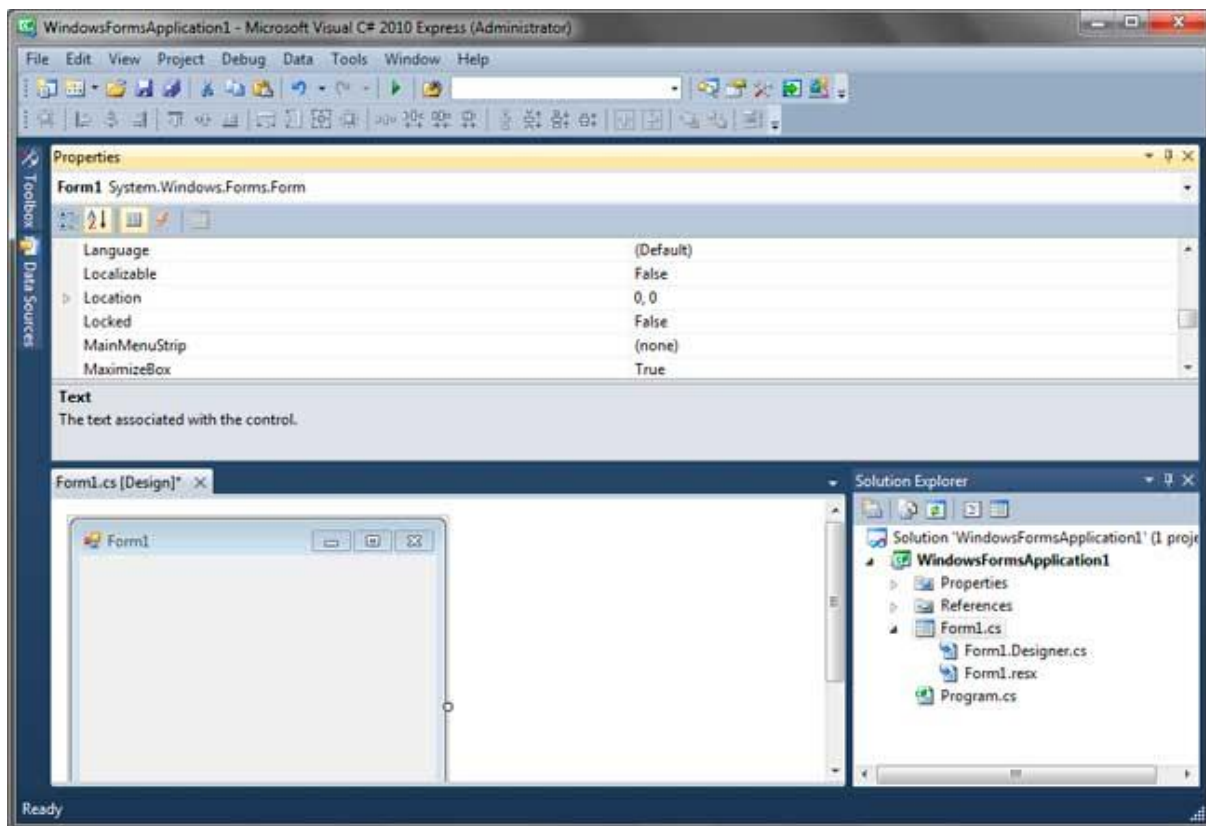 WindowsFormsApplication1 - Microsoft Visual C# 2010 Express (Administrator)
File Edit View Project Debug Data Tools Window Help
Toolbox
Data Sources
Properties
Form1 System.Windows.Forms.Form
Language (Default)
Localizable False
Location 0, 0
Locked False
MainMenuStrip (none)
MaximizeBox True
Text
The text associated with the control.
Form1.cs [Design]*
Form1
Solution Explorer
Solution 'WindowsFormsApplication1' (1 proje
WindowsFormsApplication1
Properties
References
Form1.cs
Form1.Designer.cs
Form1.resx
Program.cs
Ready